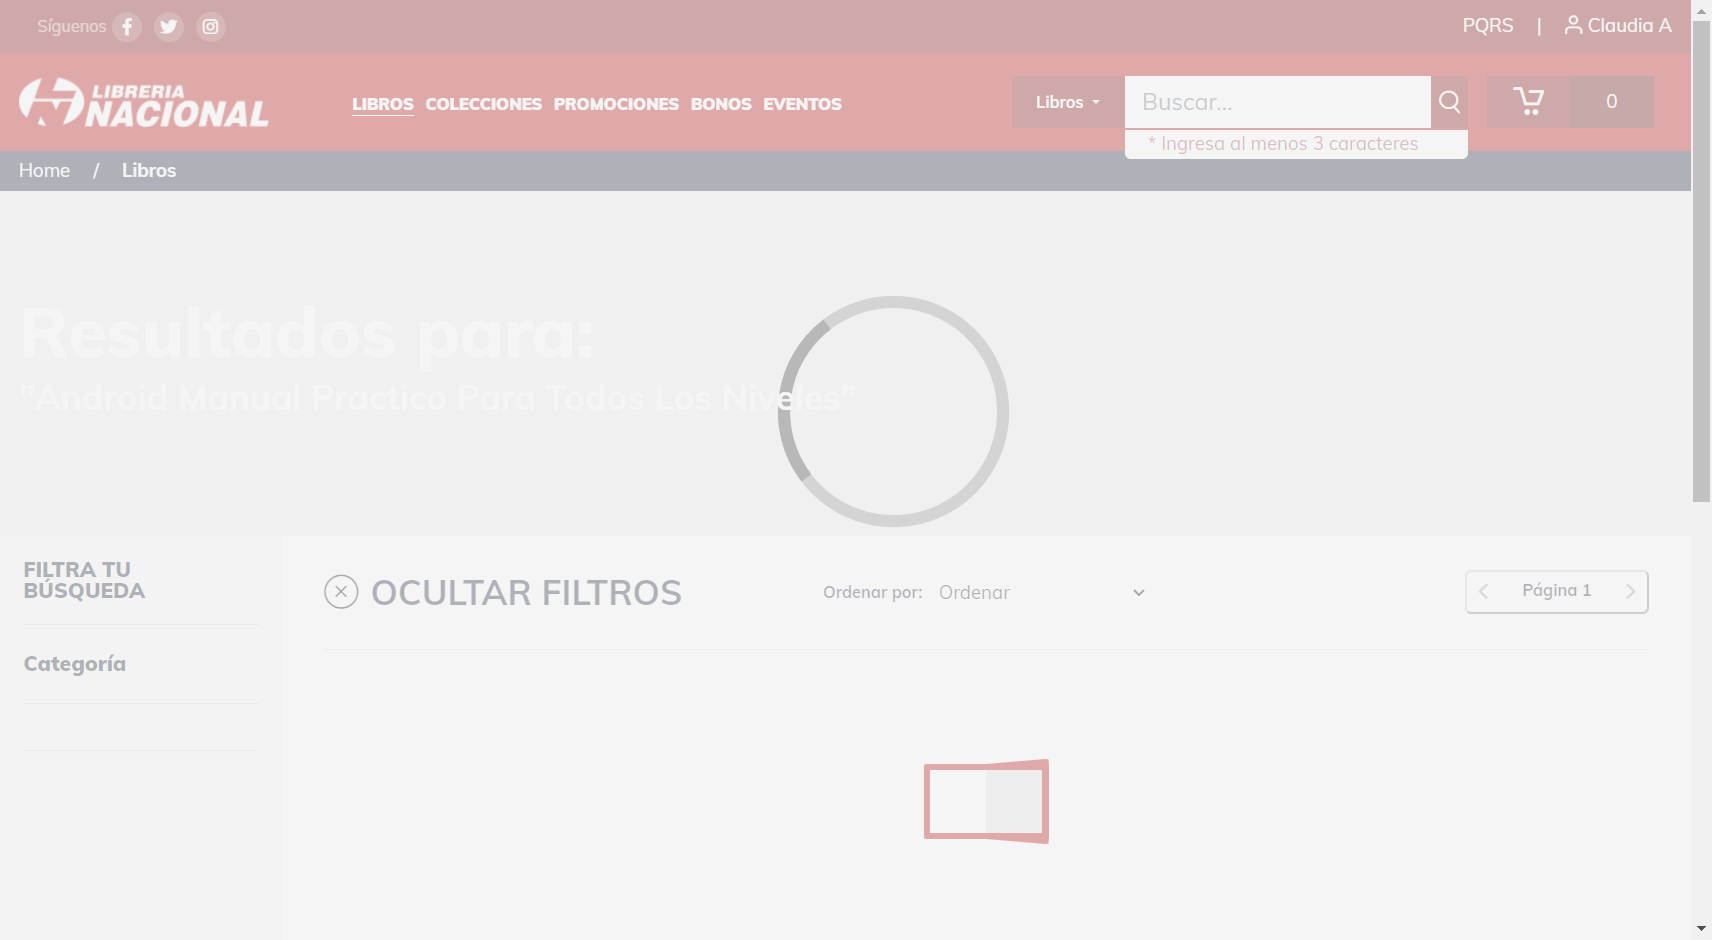 Síguenos
PQRS | Claudia A
LIBRERIA
NACIONAL
LIBROS COLECCIONES PROMOCIONES BONOS EVENTOS
Libros
Buscar...
0
* Ingresa al menos 3 caracteres
Home / Libros
Resultados para:
"Android Manual Practico Para Todos Los Niveles"
FILTRA TU
BÚSQUEDA
Categoría
OCULTAR FILTROS
Ordenar por: Ordenar
Página 1